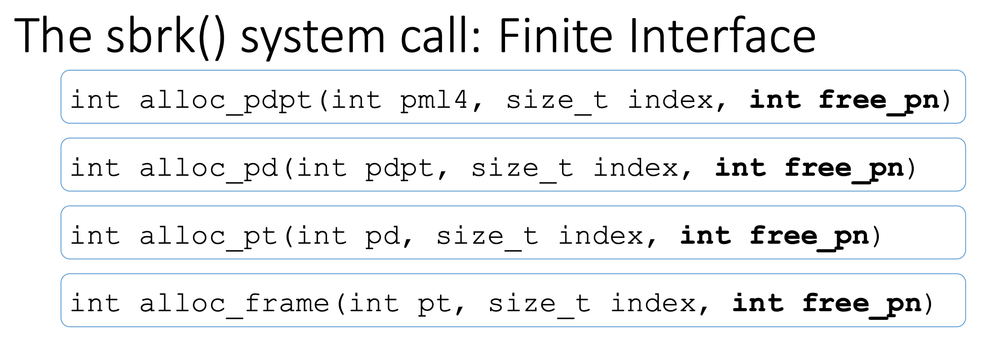 The sbrk() system call: Finite Interface
int alloc_pdpt(int pml4, size_t index, int free_pn)
int alloc_pd(int pdpt, size_t index, int free_pn)
int alloc_pt(int pd, size_t index, int free_pn)
int alloc_frame(int pt, size_t index, int free_pn)